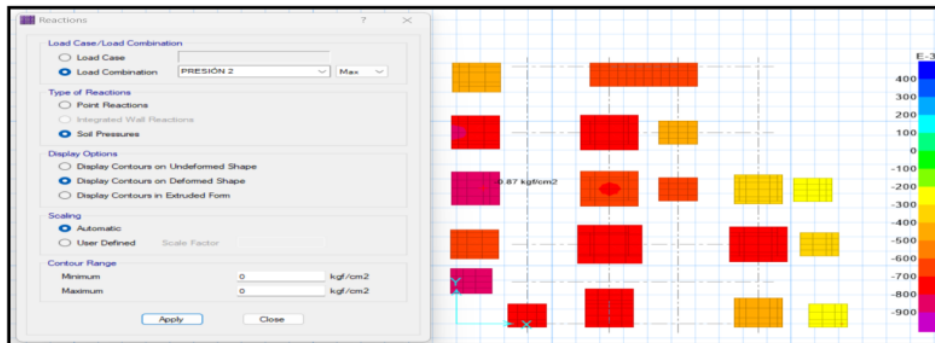 Reactions
Load Case/Load Combination
Load Case
Load Combination PRESIÓN 2 Max
Type of Reactions
Point Reactions
Integrated Wall Reactions
Soil Pressures
Display Options
Display Contours on Undeformed Shape
Display Contours on Deformed Shape
Display Contours in Extruded Form
Scaling
Automatic
User Defined Scale Factor
Contour Range
Minimum 0 kgf/cm2
Maximum 0 kgf/cm2
Apply Close
-0.87 kgf/cm2
Y
X
E-3
400
300
200
100
0
-100
-200
-300
-400
-500
-600
-700
-800
-900